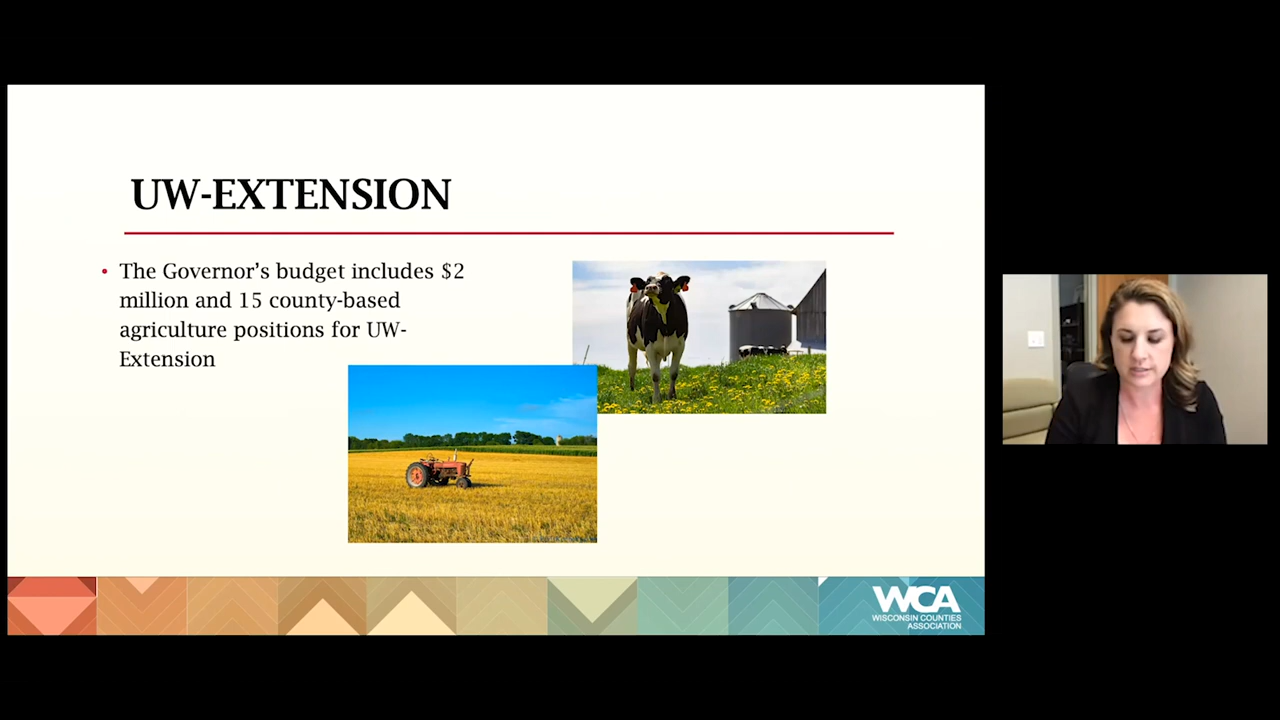 UW-EXTENSION
• The Governor's budget includes $2
million and 15 county-based
agriculture positions for UW-
Extension
WCA
WISCONSIN COUNTIES
ASSOCIATION